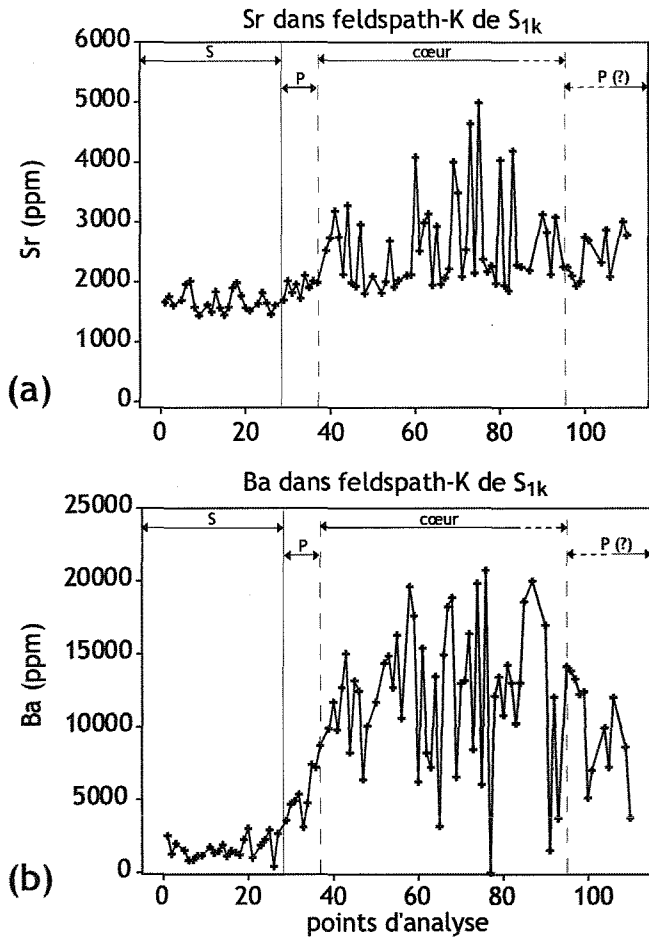 Sr dans feldspath-K de S1k
6000
S
cœur
P
P (?)
5000
4000
3000
2000
1000
0
Sr (ppm)
(a)
0 20 40 60 80 100
Ba dans feldspath-K de S1k
25000
S
cœur
P
P (?)
20000
15000
10000
5000
0
Ba (ppm)
(b)
0 20 40 60 80 100
points d'analyse